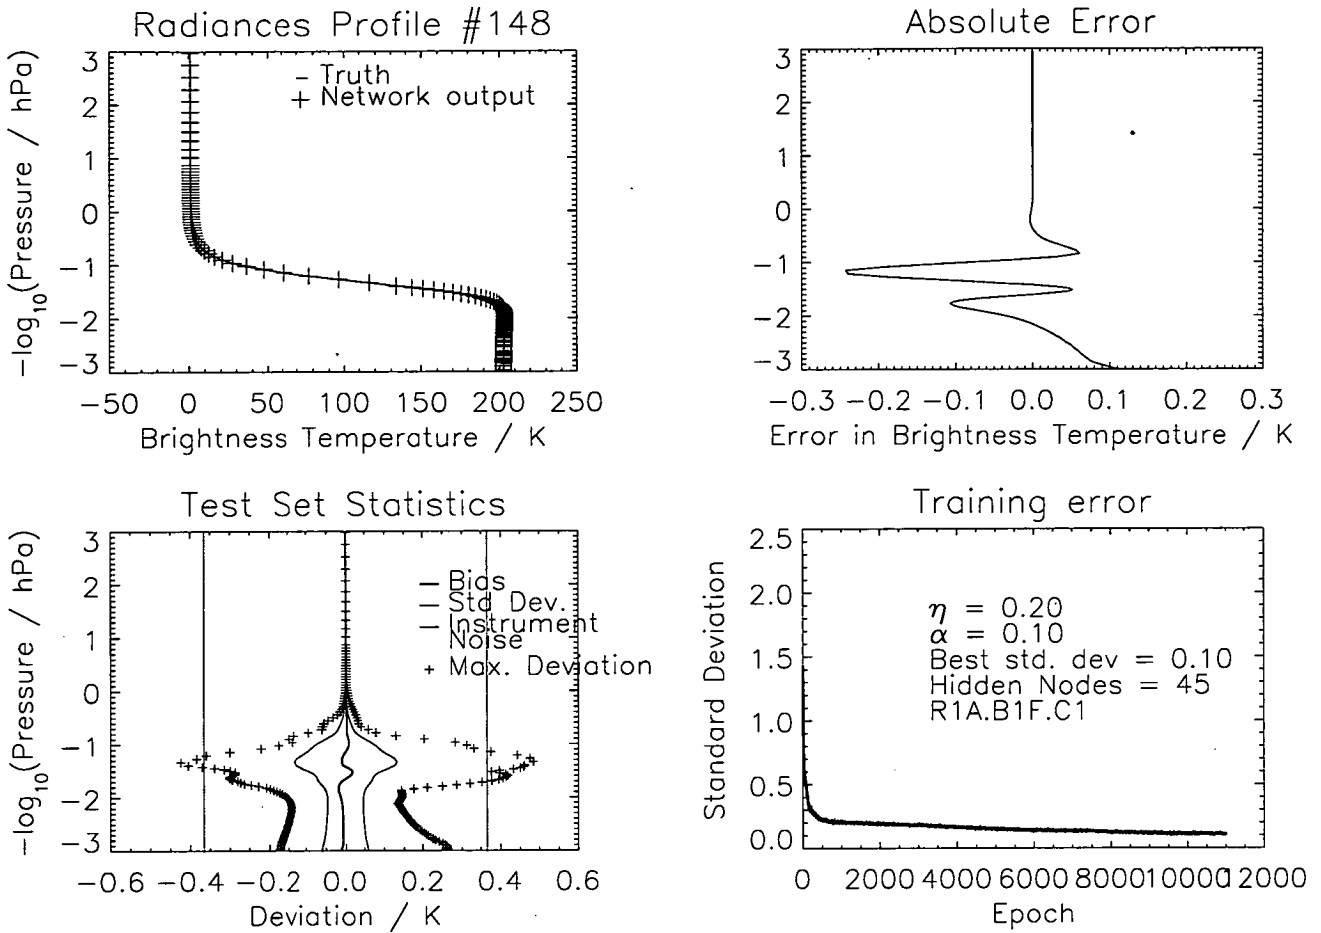 Radiances Profile #148
−log10(Pressure / hPa)
3
2
1
0
−1
−2
−3
− Truth
+ Network output
−50 0 50 100 150 200 250
Brightness Temperature / K
Absolute Error
3
2
1
0
−1
−2
−3
−0.3 −0.2 −0.1 0.0 0.1 0.2 0.3
Error in Brightness Temperature / K
Test Set Statistics
−log10(Pressure / hPa)
3
2
1
0
−1
−2
−3
− Bias
− Std Dev.
− Instrument
Noise
+ Max. Deviation
−0.6 −0.4 −0.2 0.0 0.2 0.4 0.6
Deviation / K
Training error
Standard Deviation
2.5
2.0
1.5
1.0
0.5
0.0
η = 0.20
α = 0.10
Best std. dev = 0.10
Hidden Nodes = 45
R1A.B1F.C1
0 2000 4000 6000 8000 10000 12000
Epoch